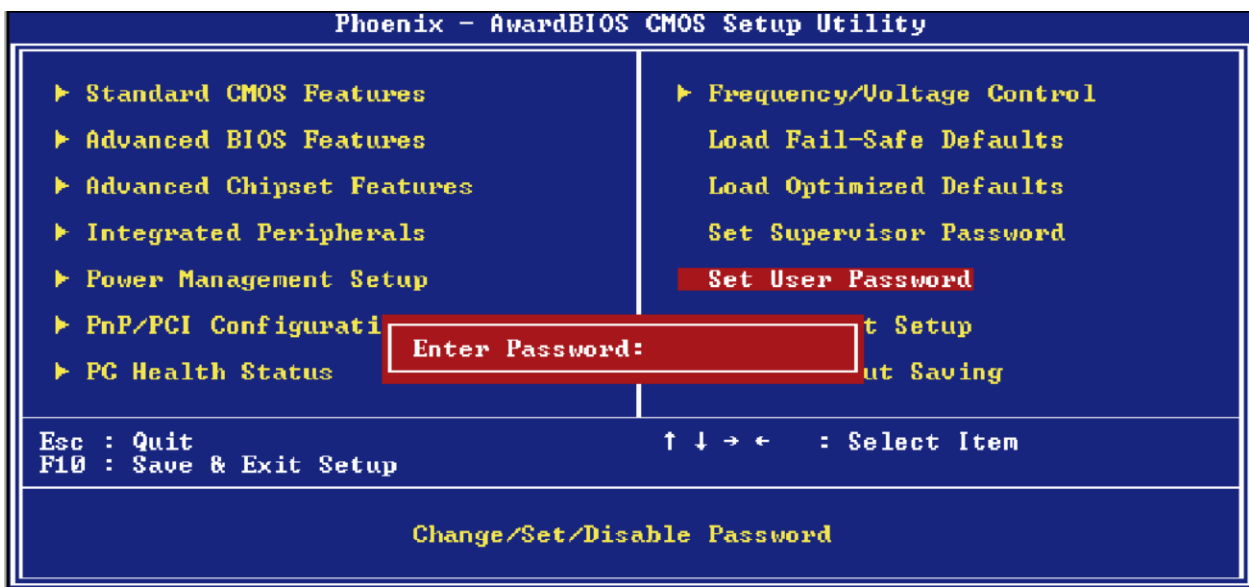 Phoenix - AwardBIOS CMOS Setup Utility
▶ Standard CMOS Features
▶ Advanced BIOS Features
▶ Advanced Chipset Features
▶ Integrated Peripherals
▶ Power Management Setup
▶ PnP/PCI Configurati
▶ PC Health Status
▶ Frequency/Voltage Control
Load Fail-Safe Defaults
Load Optimized Defaults
Set Supervisor Password
Set User Password
t Setup
ut Saving
Enter Password:
Esc : Quit
F10 : Save & Exit Setup
↑ ↓ → ← : Select Item
Change/Set/Disable Password